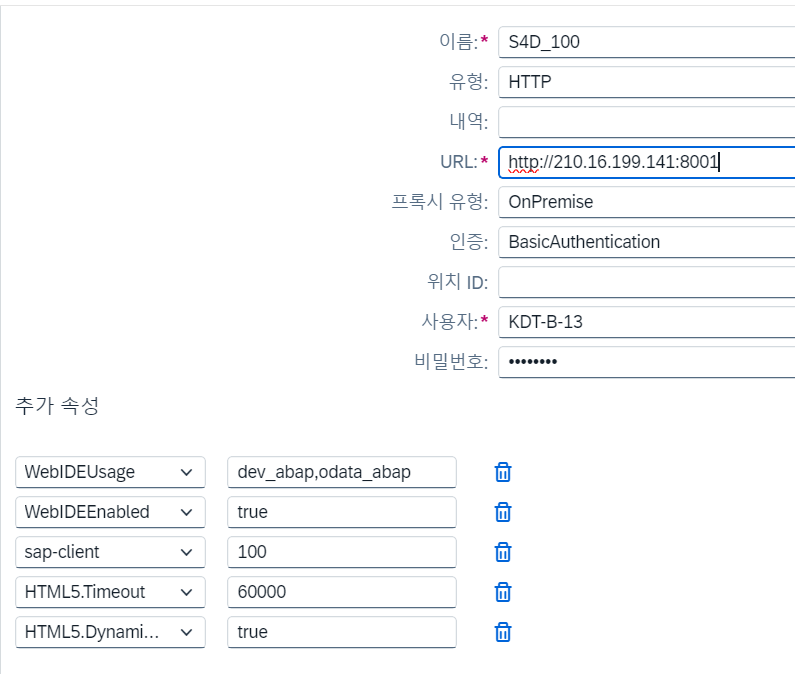 이름:* S4D_100
유형: HTTP
내역:
URL:* http://210.16.199.141:8001
프록시 유형: OnPremise
인증: BasicAuthentication
위치 ID:
사용자:* KDT-B-13
비밀번호: ••••••••
추가 속성
WebIDEUsage dev_abap,odata_abap
WebIDEEnabled true
sap-client 100
HTML5.Timeout 60000
HTML5.Dynami... true